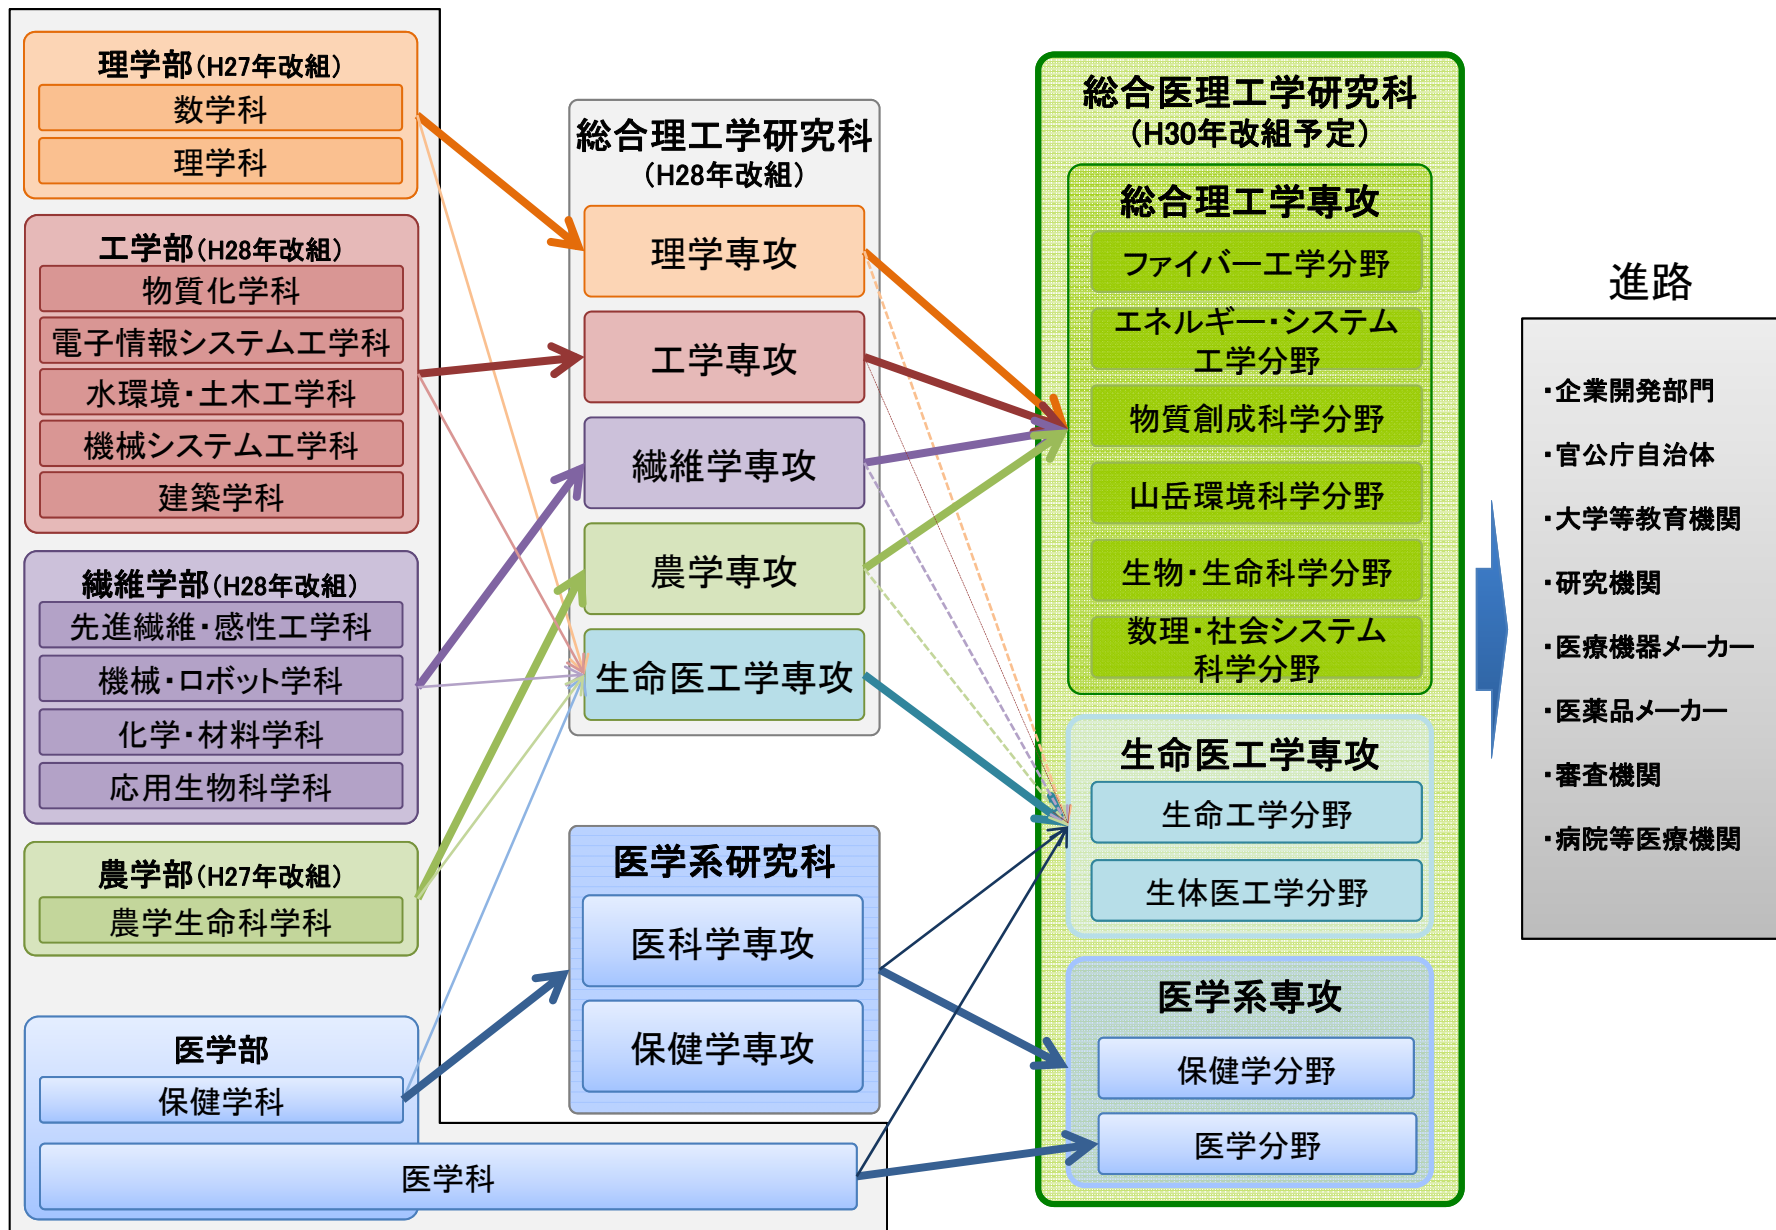 理学部(H27年改組)
数学科
理学科
工学部(H28年改組)
物質化学科
電子情報システム工学科
水環境・土木工学科
機械システム工学科
建築学科
繊維学部(H28年改組)
先進繊維・感性工学科
機械・ロボット学科
化学・材料学科
応用生物科学科
農学部(H27年改組)
農学生命科学科
医学部
保健学科
医学科
総合理工学研究科
(H28年改組)
理学専攻
工学専攻
繊維学専攻
農学専攻
生命医工学専攻
医学系研究科
医科学専攻
保健学専攻
総合医理工学研究科
(H30年改組予定)
総合理工学専攻
ファイバー工学分野
エネルギー・システム
工学分野
物質創成科学分野
山岳環境科学分野
生物・生命科学分野
数理・社会システム
科学分野
生命医工学専攻
生命工学分野
生体医工学分野
医学系専攻
保健学分野
医学分野
進路
・企業開発部門
・官公庁自治体
・大学等教育機関
・研究機関
・医療機器メーカー
・医薬品メーカー
・審査機関
・病院等医療機関